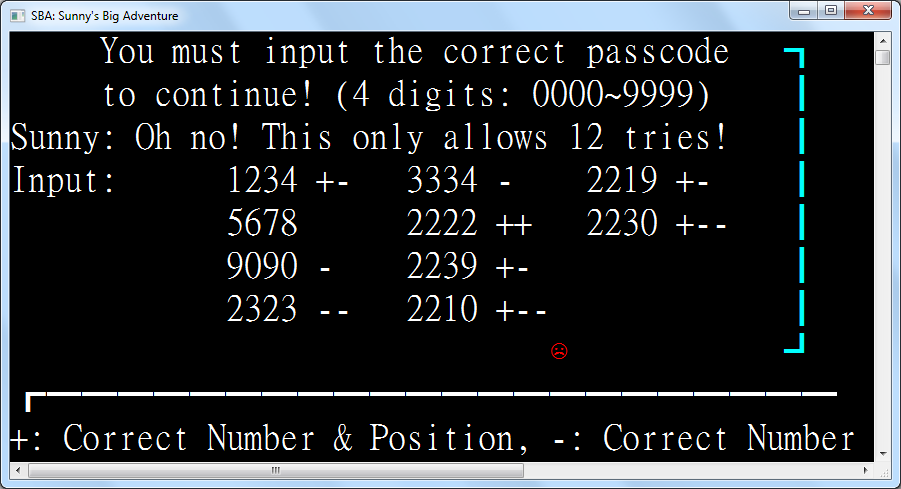 SBA: Sunny's Big Adventure
You must input the correct passcode
to continue! (4 digits: 0000~9999)
Sunny: Oh no! This only allows 12 tries!
Input: 1234 +- 3334 - 2219 +-
5678 2222 ++ 2230 +--
9090 - 2239 +-
2323 -- 2210 +--
+: Correct Number & Position, -: Correct Number